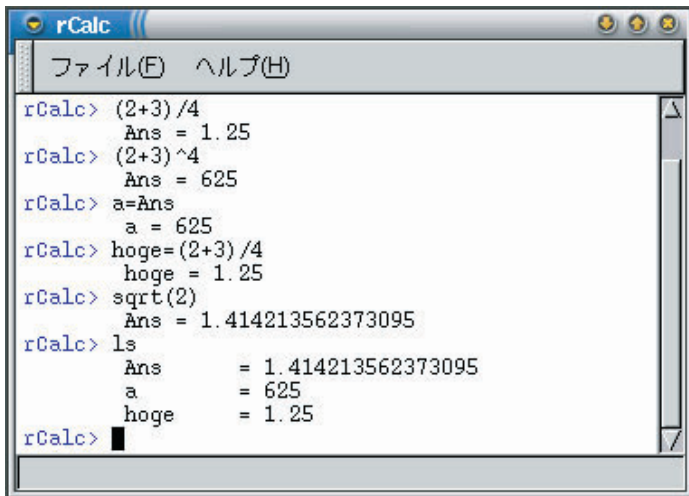 rCalc
ファイル(F) ヘルプ(H)
rCalc> (2+3)/4
Ans = 1.25
rCalc> (2+3)^4
Ans = 625
rCalc> a=Ans
a = 625
rCalc> hoge=(2+3)/4
hoge = 1.25
rCalc> sqrt(2)
Ans = 1.414213562373095
rCalc> ls
Ans = 1.414213562373095
a = 625
hoge = 1.25
rCalc>